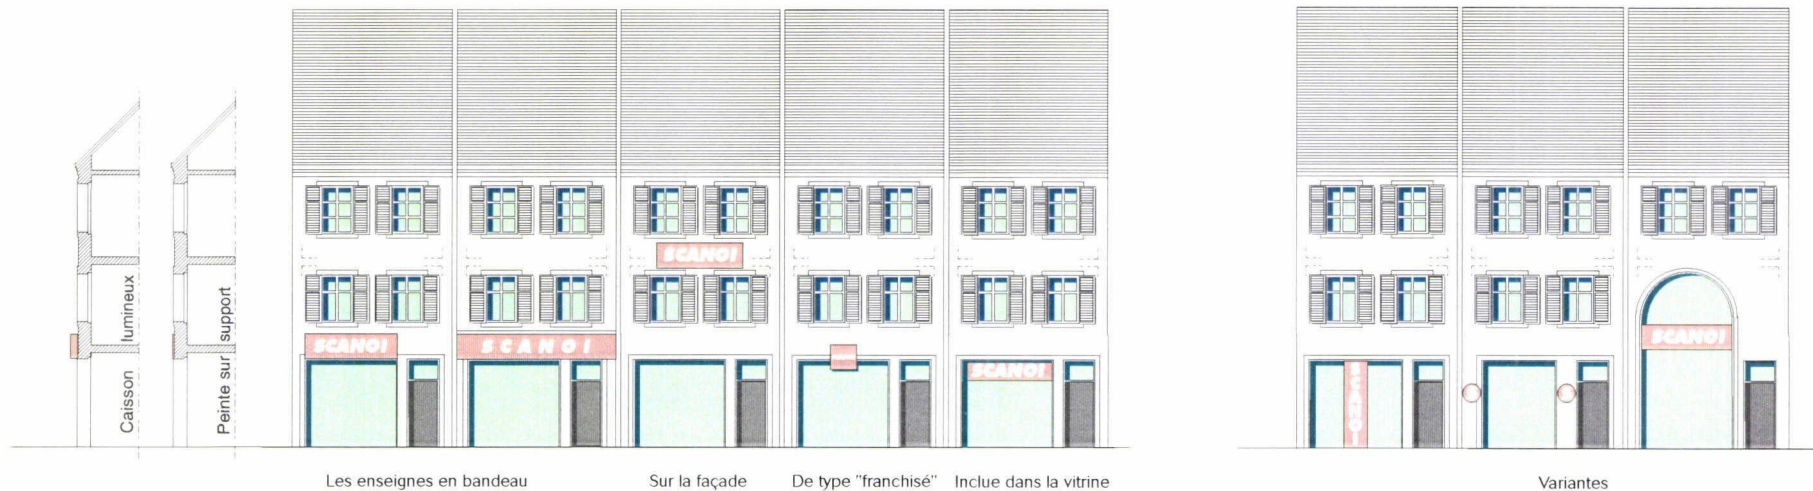 Caisson lumineux
Peinte sur support
SCANOI
SCANOI
SCANOI
SCANOI
SCANOI
SCANOI
Les enseignes en bandeau
Sur la façade
De type "franchisé"
Inclue dans la vitrine
Variantes